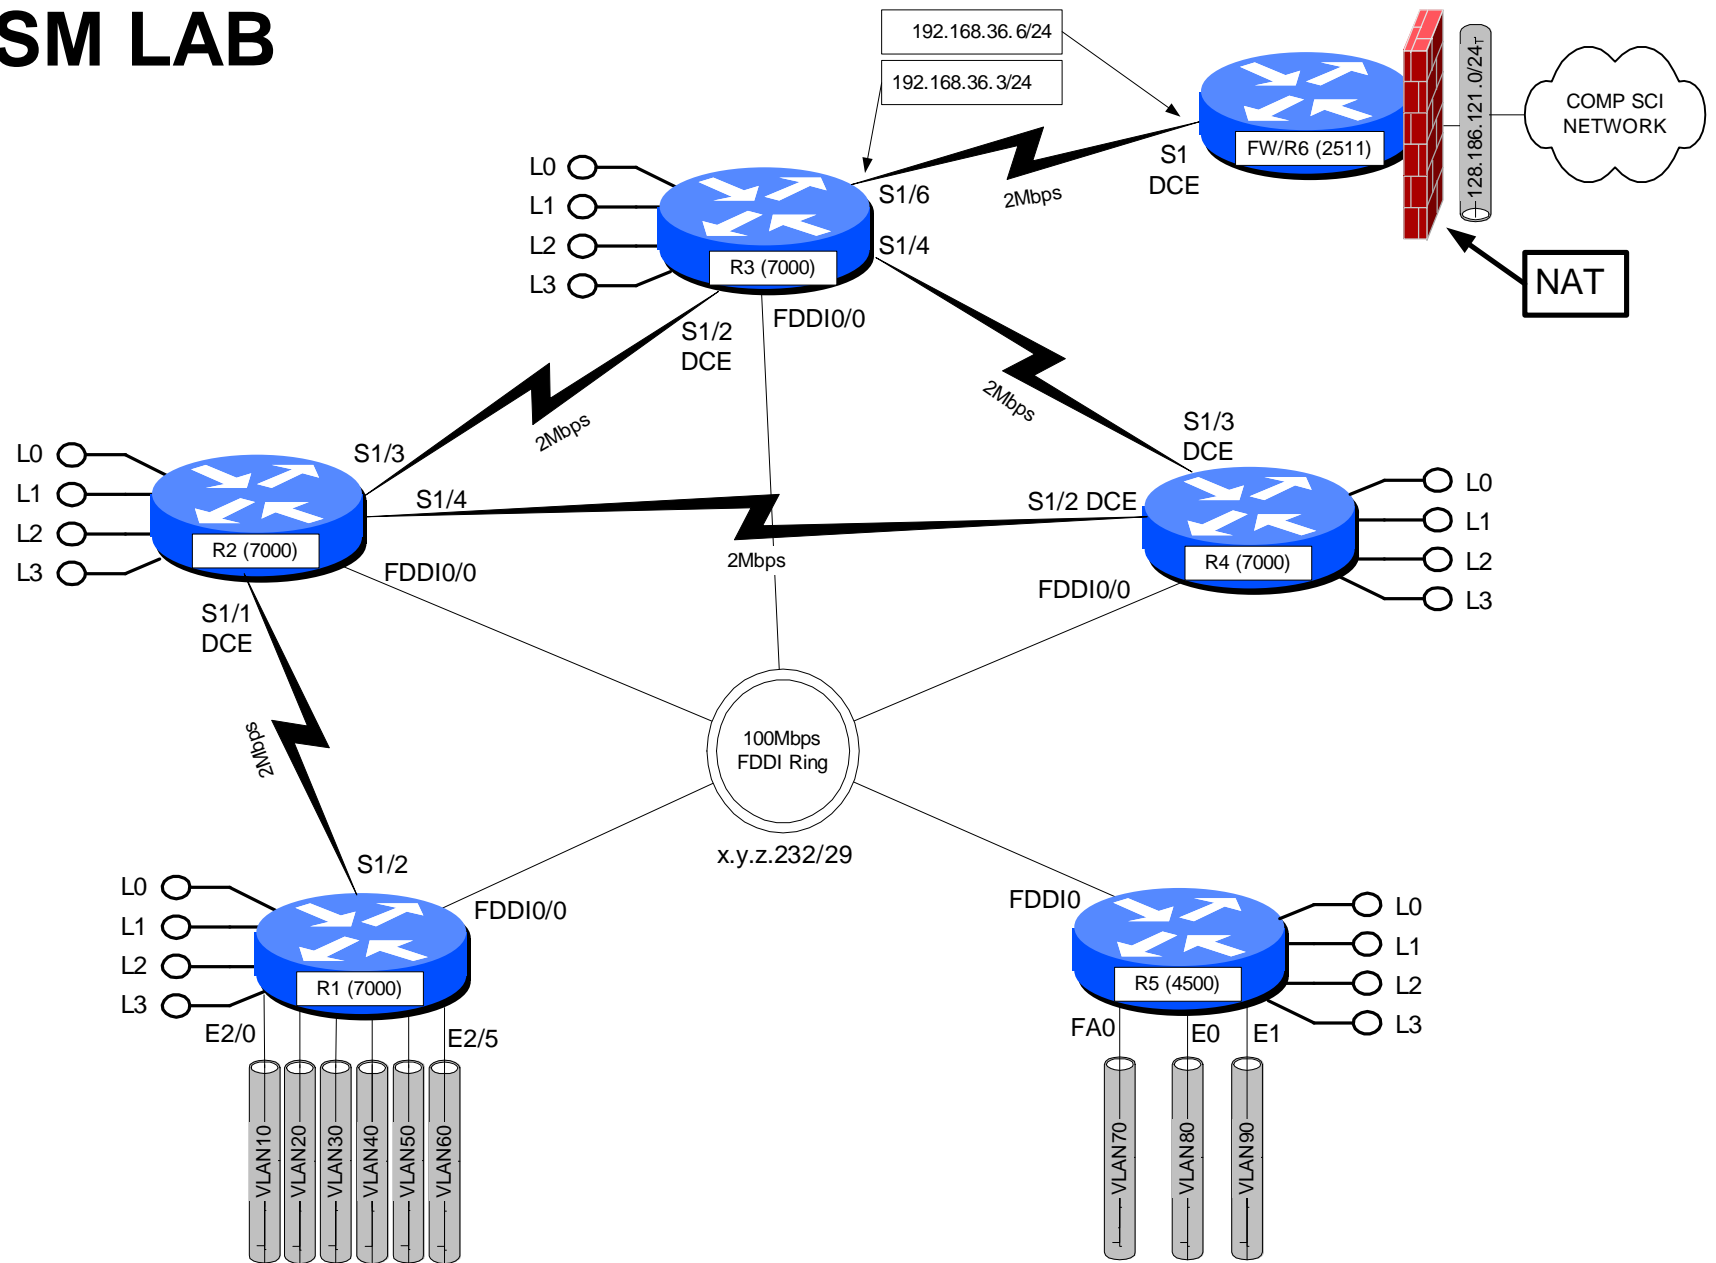 SM LAB
192.168.36.6/24
192.168.36.3/24
128.186.121.0/24
COMP SCI
NETWORK
FW/R6 (2511)
S1
DCE
2Mbps
NAT
L0
L1
L2
L3
R3 (7000)
S1/6
S1/4
S1/2
DCE
FDDI0/0
2Mbps
2Mbps
S1/3
DCE
L0
L1
L2
L3
R2 (7000)
S1/3
S1/4
FDDI0/0
S1/1
DCE
2Mbps
S1/2 DCE
R4 (7000)
FDDI0/0
L0
L1
L2
L3
2Mbps
100Mbps
FDDI Ring
x.y.z.232/29
S1/2
L0
L1
L2
L3
R1 (7000)
FDDI0/0
E2/0
E2/5
VLAN10
VLAN20
VLAN30
VLAN40
VLAN50
VLAN60
FDDI0
R5 (4500)
L0
L1
L2
L3
FA0
E0
E1
VLAN70
VLAN80
VLAN90